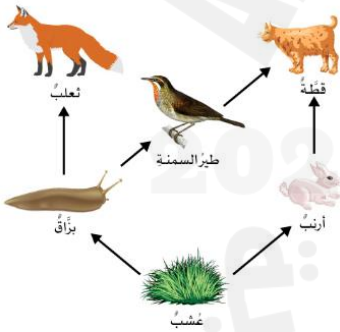 ثعلبٌ
قطَّةٌ
طيرُ السمنةِ
بزَّاقٌ
أرنبٌ
عُشبٌ